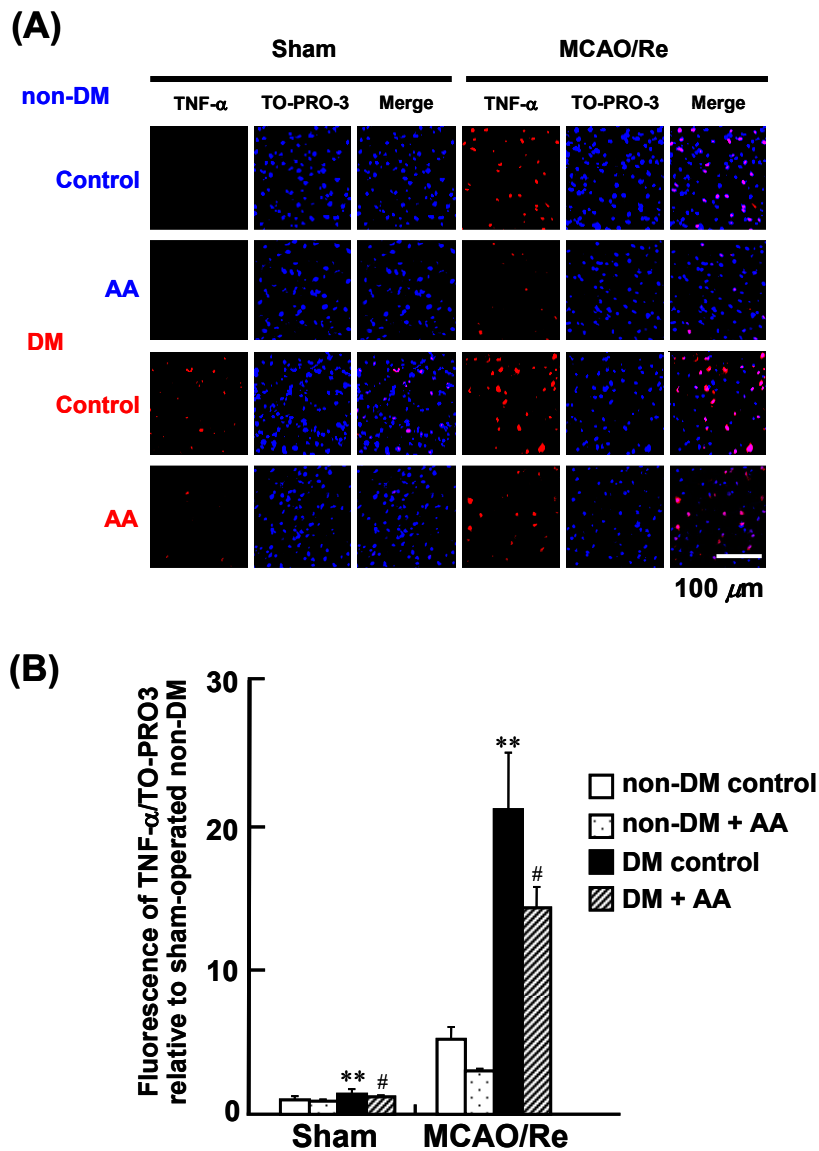 (A)
Sham MCAO/Re
non-DM TNF-α TO-PRO-3 Merge TNF-α TO-PRO-3 Merge
Control
AA
DM
Control
AA
100 μm
(B)
Fluorescence of TNF-α/TO-PRO3
relative to sham-operated non-DM
30
20
10
0
** #
** #
Sham MCAO/Re
non-DM control
non-DM + AA
DM control
DM + AA